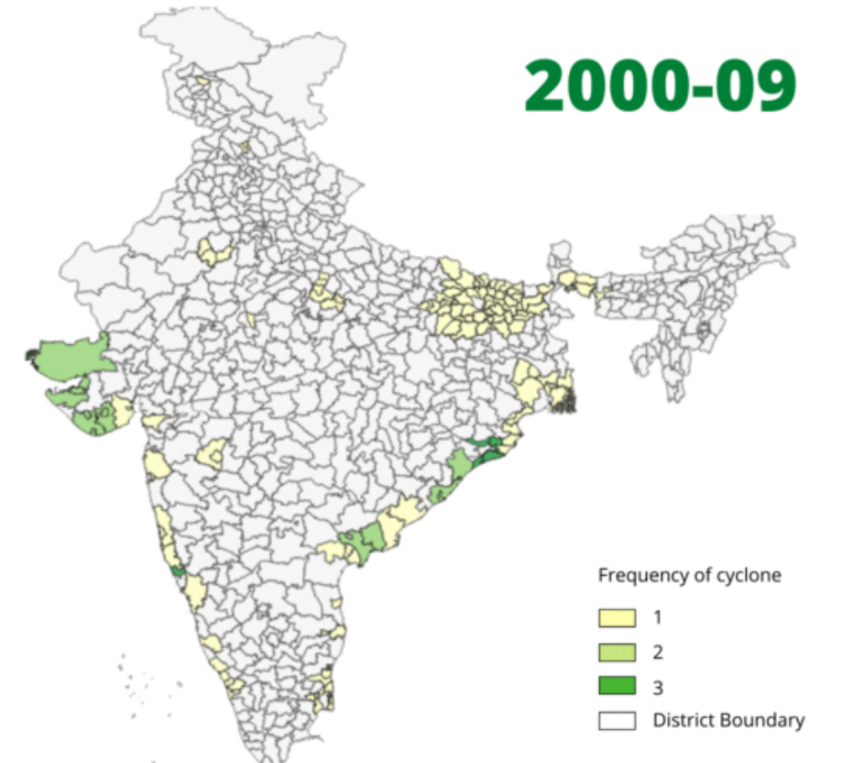 2000-09
Frequency of cyclone
1
2
3
District Boundary